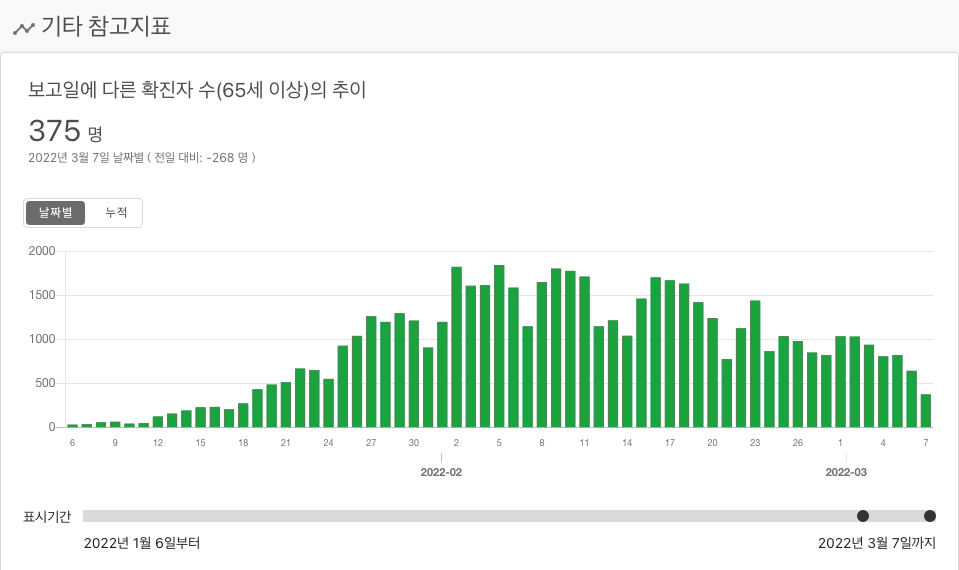 기타 참고지표
보고일에 다른 확진자 수(65세 이상)의 추이
375 명
2022년 3월 7일 날짜별 ( 전일 대비: -268 명 )
날짜별 누적
2000
1500
1000
500
0
6 9 12 15 18 21 24 27 30 2 5 8 11 14 17 20 23 26 1 4 7
2022-02 2022-03
표시기간
2022년 1월 6일부터 2022년 3월 7일까지